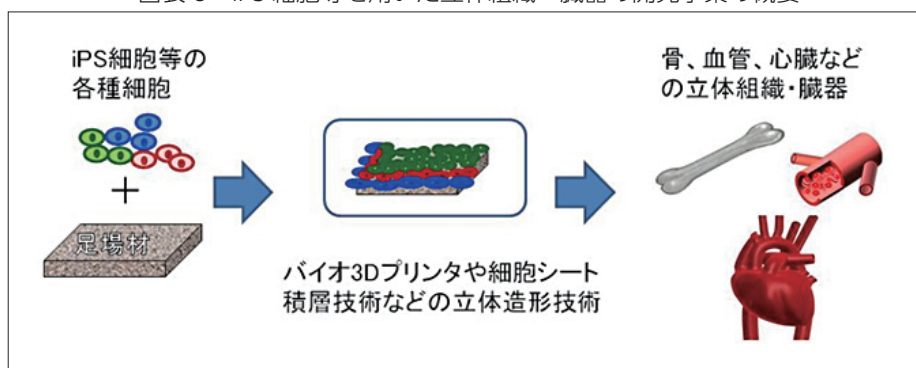 iPS細胞等の
各種細胞
＋
足場材
バイオ3Dプリンタや細胞シート
積層技術などの立体造形技術
骨、血管、心臓など
の立体組織・臓器